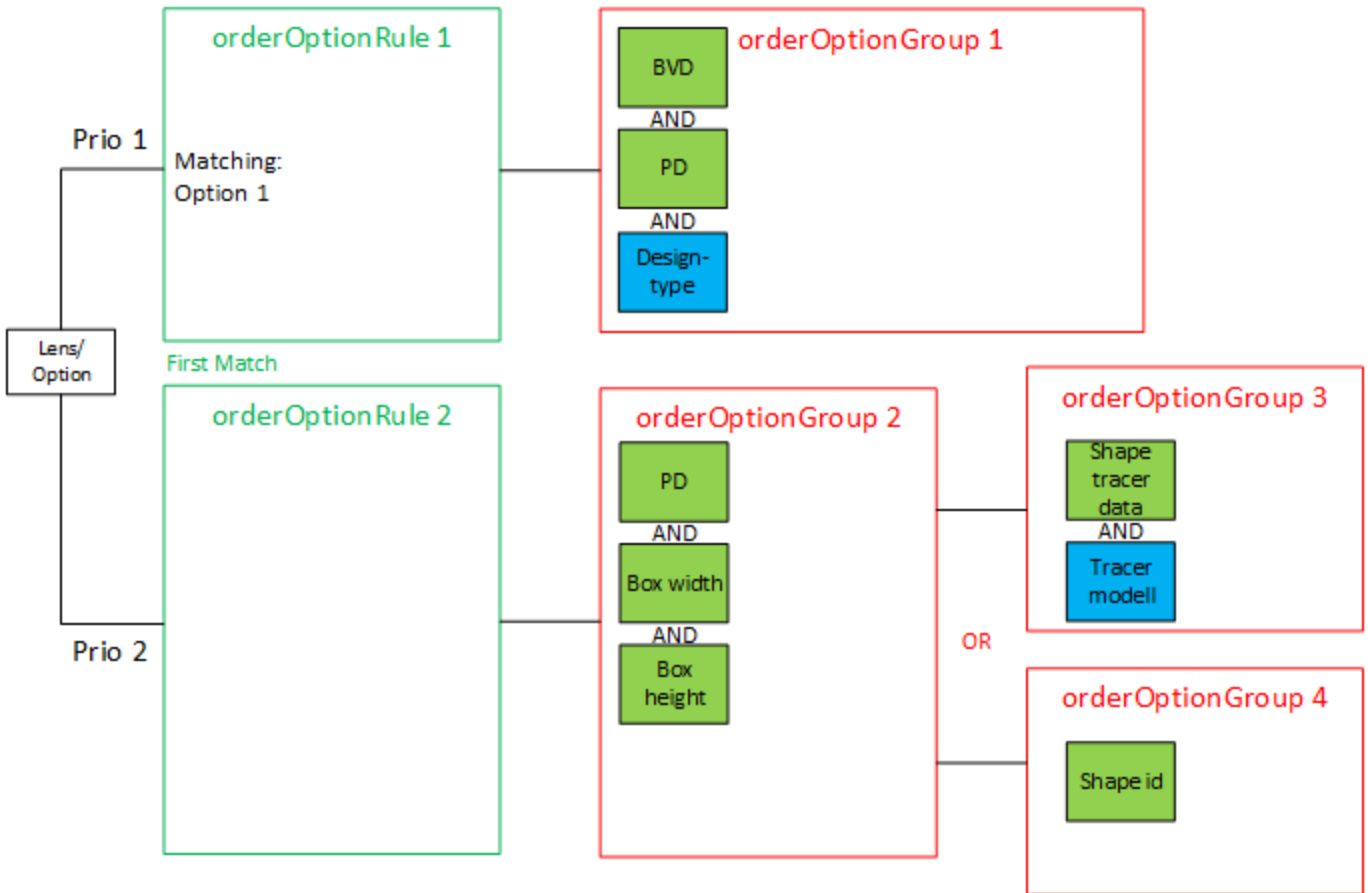 orderOptionRule 1
orderOptionGroup 1
BVD
AND
Prio 1
Matching:
Option 1
PD
AND
Design-
type
Lens/
Option
First Match
orderOptionRule 2
orderOptionGroup 2
orderOptionGroup 3
PD
AND
Box width
AND
Box
height
Shape
tracer
data
AND
Tracer
modell
Prio 2
OR
orderOptionGroup 4
Shape id